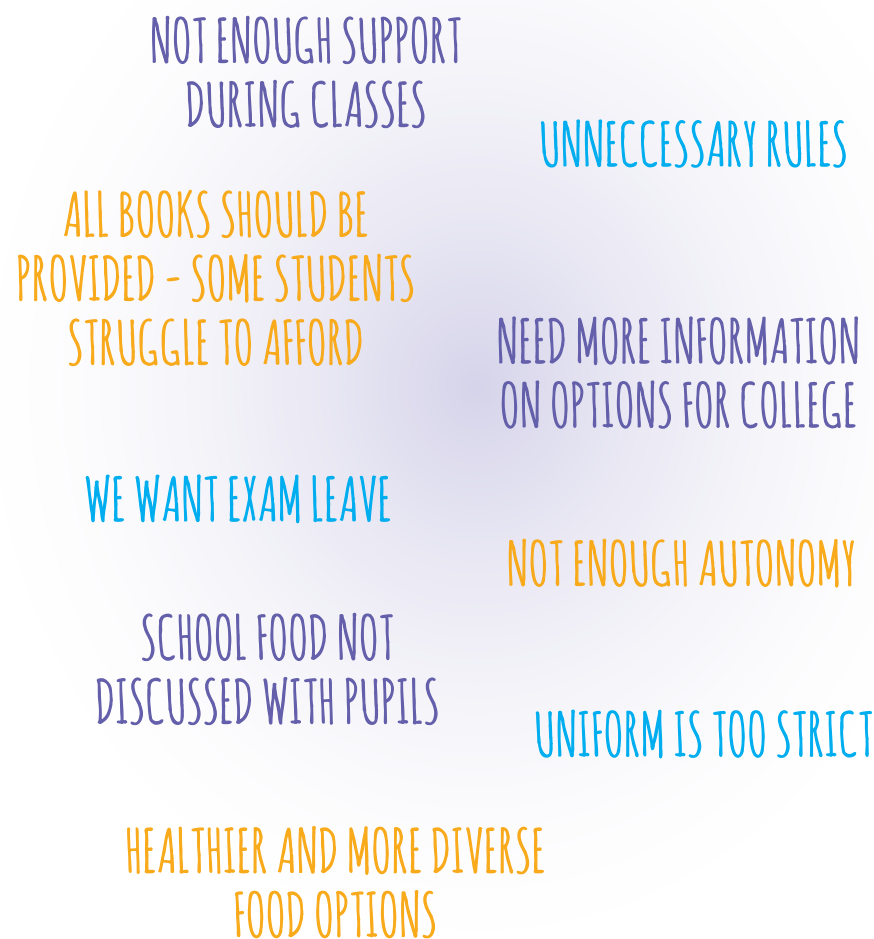 NOT ENOUGH SUPPORT
DURING CLASSES
UNNECCESSARY RULES
ALL BOOKS SHOULD BE
PROVIDED - SOME STUDENTS
STRUGGLE TO AFFORD
NEED MORE INFORMATION
ON OPTIONS FOR COLLEGE
WE WANT EXAM LEAVE
NOT ENOUGH AUTONOMY
SCHOOL FOOD NOT
DISCUSSED WITH PUPILS
UNIFORM IS TOO STRICT
HEALTHIER AND MORE DIVERSE
FOOD OPTIONS